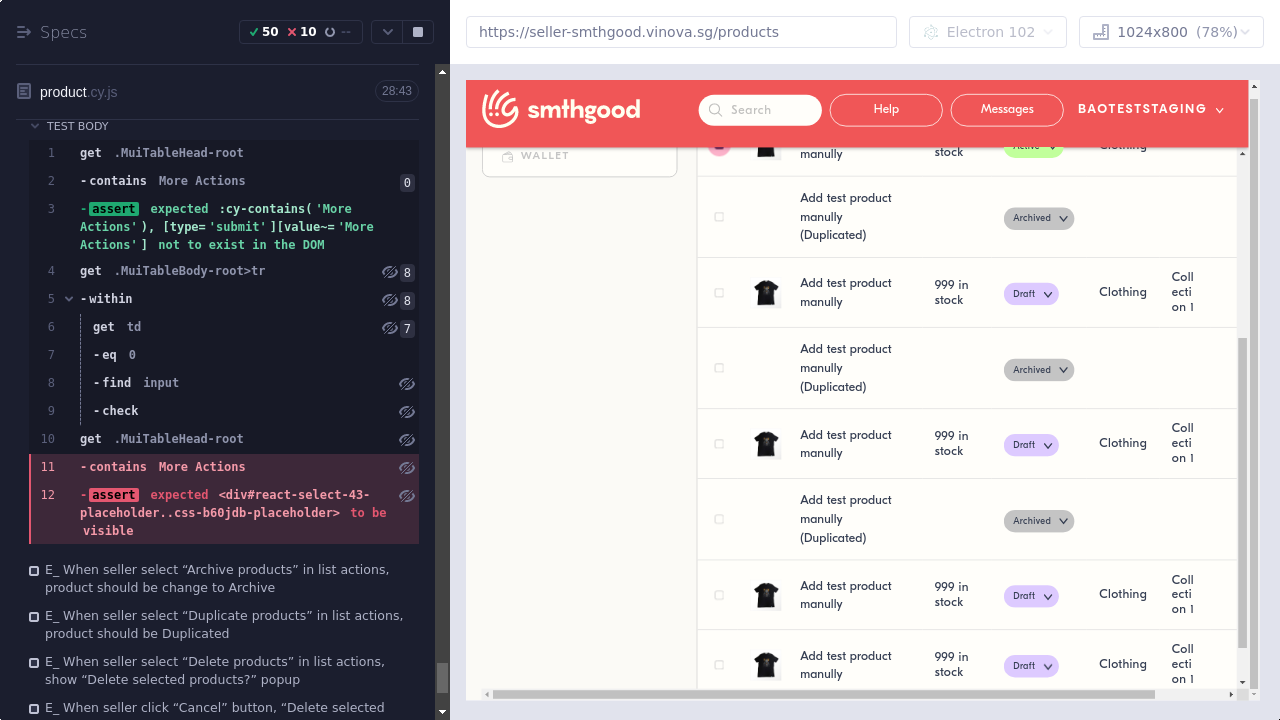 Specs
50
10
--
product.cy.js
28:43
TEST BODY
1 get .MuiTableHead-root
2 -contains More Actions 0
3 -assert expected :cy-contains('More
Actions'), [type='submit'][value~='More
Actions'] not to exist in the DOM
4 get .MuiTableBody-root>tr 8
5 -within 8
6 get td 7
7 -eq 0
8 -find input
9 -check
10 get .MuiTableHead-root
11 -contains More Actions
12 -assert expected <div#react-select-43-
placeholder..css-b60jdb-placeholder> to be
visible
E_ When seller select “Archive products” in list actions,
product should be change to Archive
E_ When seller select “Duplicate products” in list actions,
product should be Duplicated
E_ When seller select “Delete products” in list actions,
show “Delete selected products?” popup
E_ When seller click “Cancel” button, “Delete selected
https://seller-smthgood.vinova.sg/products
Electron 102
1024x800 (78%)
smthgood
Search
Help
Messages
BAOTESTSTAGING
WALLET
manully
stock
Active
Clothing
Add test product
manully
(Duplicated)
Archived
Add test product
manully
999 in
stock
Draft
Clothing
Coll
ecti
on 1
Add test product
manully
(Duplicated)
Archived
Add test product
manully
999 in
stock
Draft
Clothing
Coll
ecti
on 1
Add test product
manully
(Duplicated)
Archived
Add test product
manully
999 in
stock
Draft
Clothing
Coll
ecti
on 1
Add test product
manully
999 in
stock
Draft
Clothing
Coll
ecti
on 1